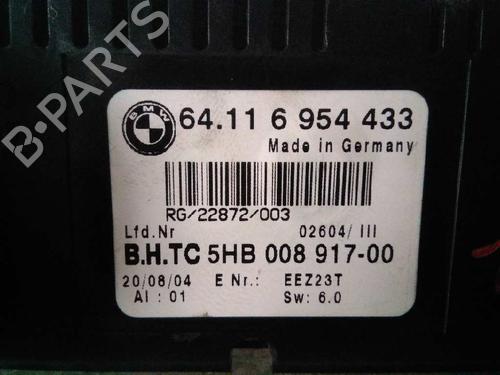 BMW
64.11 6 954 433
Made in Germany
RG/22872/003
Lfd.Nr 02604/ III
B.H.TC 5HB 008 917-00
20/08/04 E Nr.: EEZ23T
AI : 01 Sw: 6.0
B-PARTS